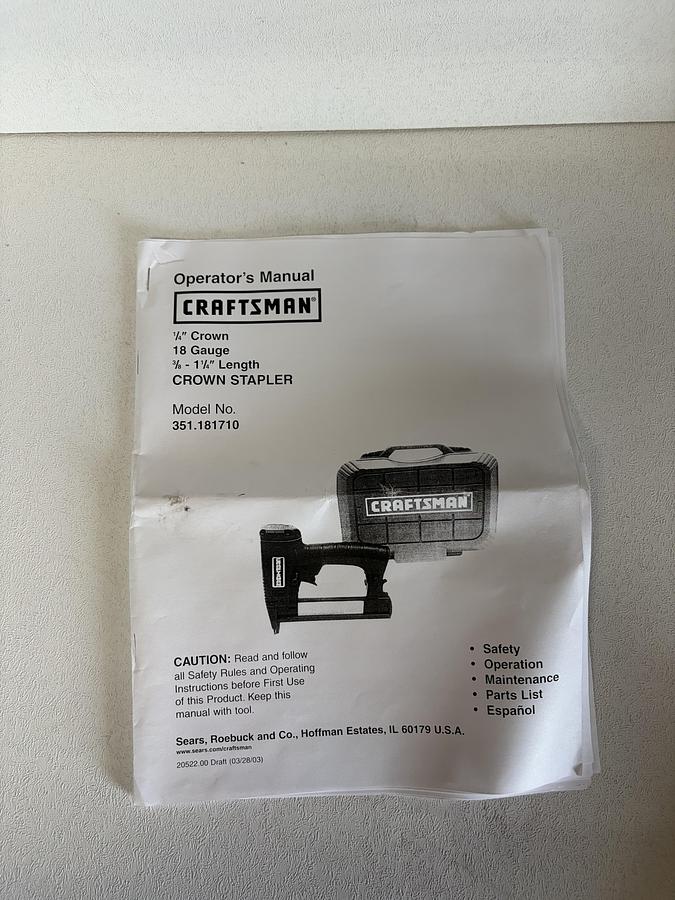 Operator's Manual
CRAFTSMAN®
¼" Crown
18 Gauge
⅜ - 1¼" Length
CROWN STAPLER
Model No.
351.181710
CRAFTSMAN
CRAFTSMAN
CAUTION: Read and follow
all Safety Rules and Operating
Instructions before First Use
of this Product. Keep this
manual with tool.
• Safety
• Operation
• Maintenance
• Parts List
• Español
Sears, Roebuck and Co., Hoffman Estates, IL 60179 U.S.A.
www.sears.com/craftsman
20522.00 Draft (03/28/03)